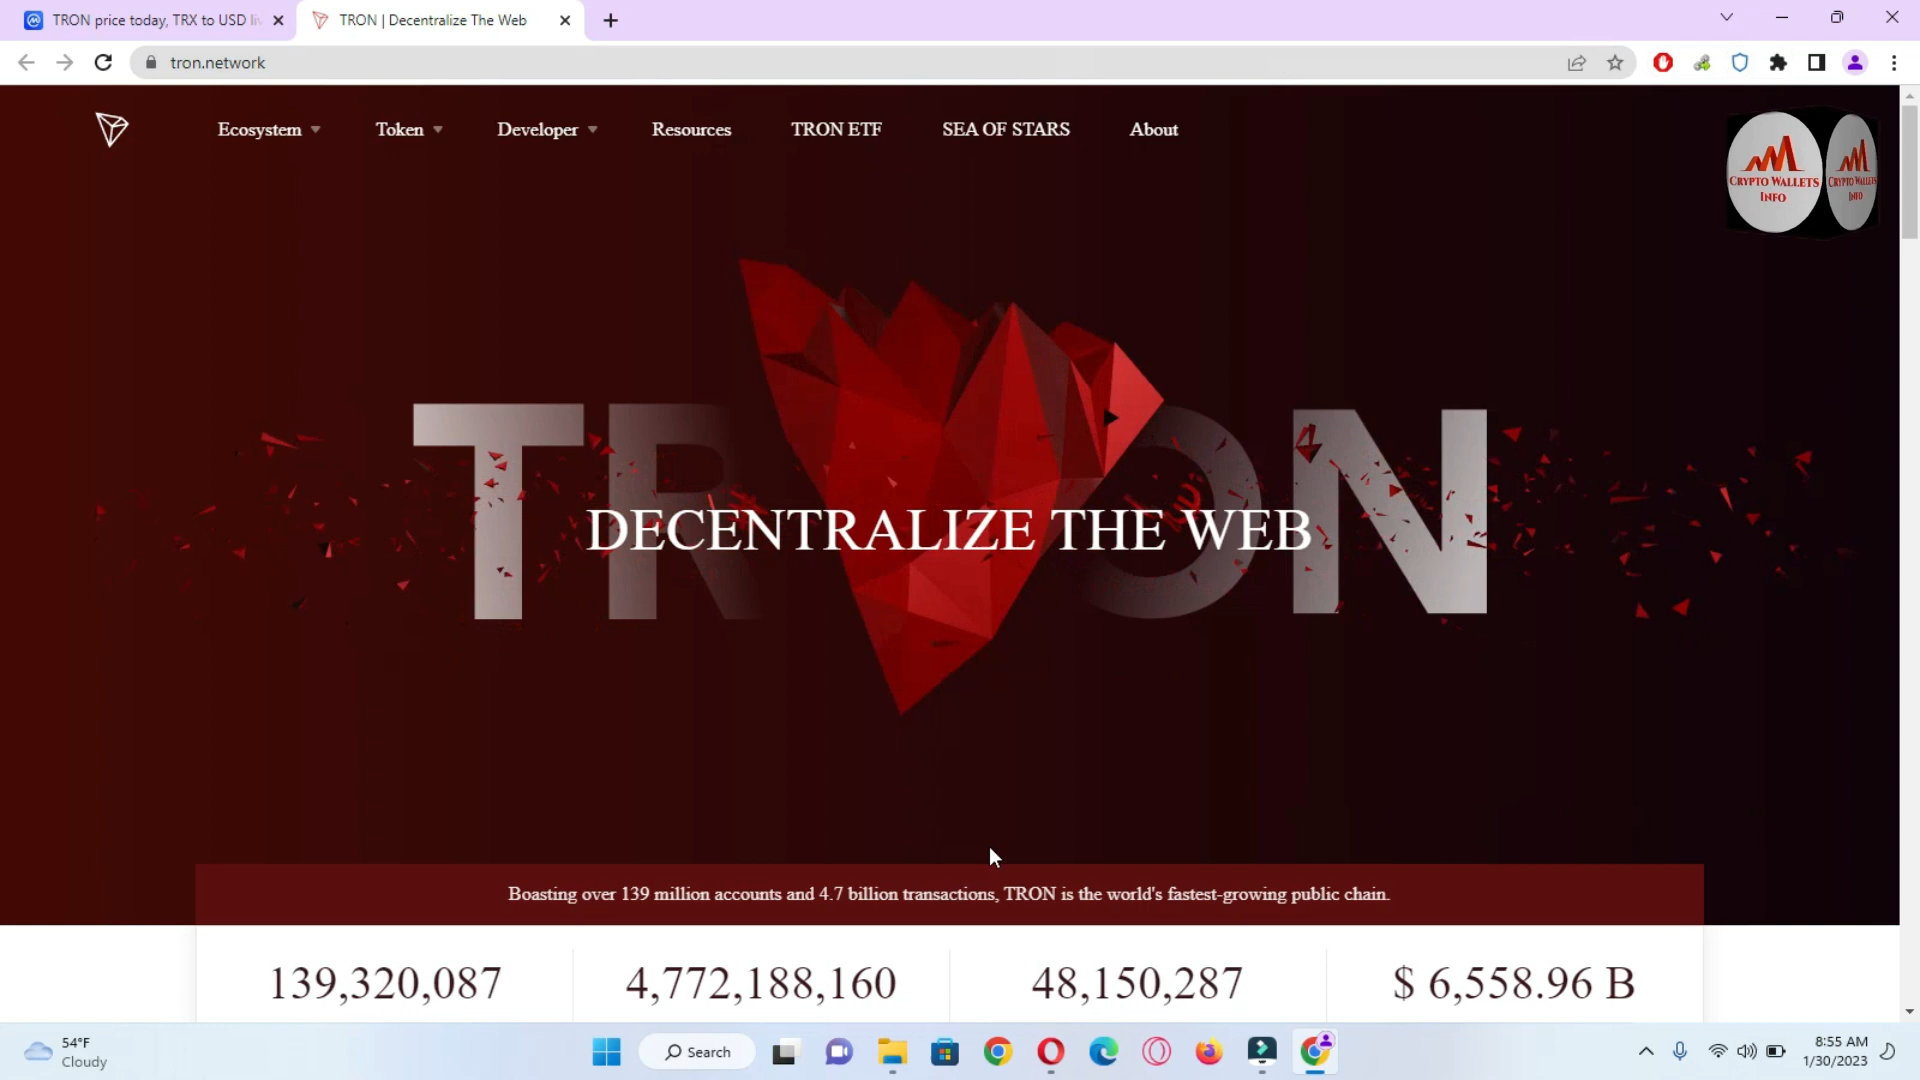 TRON price today, TRX to USD li
TRON | Decentralize The Web
tron.network
Ecosystem
Token
Developer
Resources
TRON ETF
SEA OF STARS
About
CRYPTO WALLETS
INFO
CRYPTO WALLETS
INFO
TRON
DECENTRALIZE THE WEB
Boasting over 139 million accounts and 4.7 billion transactions, TRON is the world's fastest-growing public chain.
139,320,087
4,772,188,160
48,150,287
$ 6,558.96 B
54°F
Cloudy
Search
8:55 AM
1/30/2023